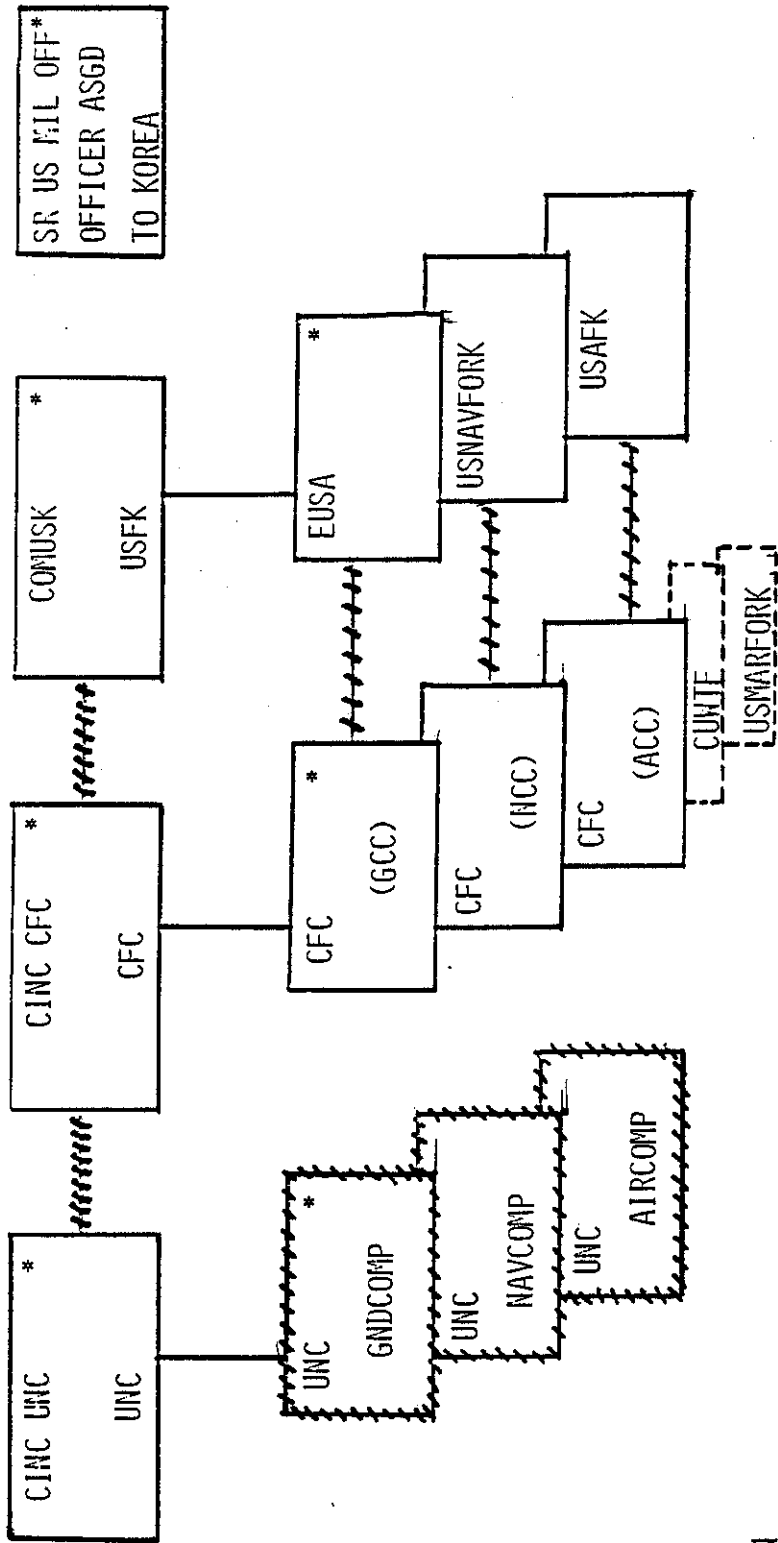 CINC UNC *
UNC
CINC CFC *
CFC
COMUSK *
USFK
SR US MIL OFF*
OFFICER ASGD
TO KOREA
UNC *
GNDCOMP
UNC
NAVCOMP
UNC
AIRCOMP
CFC *
(GCC)
CFC
(NCC)
CFC
(ACC)
CUWTF
USMARFORK
EUSA *
USNAVFORK
USAFK